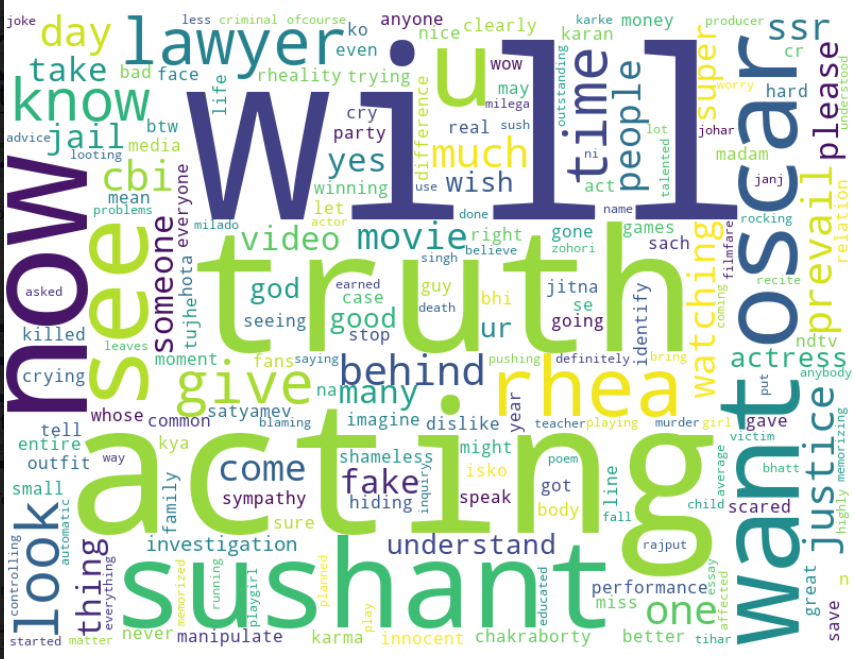 joke
less
criminal
ofcourse
anyone
karke
money
producer
day
lawyer
ko
nice
clearly
karan
ssr
even
u
wow
super
cr
take
bad
face
rheality
trying
will
time
people
hard
please
understood
know
life
may
milega
outstanding
worry
advice
jail
btw
media
cry
party
real
sush
difference
lot
johar
looting
yes
much
ni
talented
madam
cbi
winning
use
wish
act
janj
oscar
now
mean
problems
everyone
let
actor
done
name
rocking
prevail
relation
see
someone
milado
video
movie
right
gone
games
sach
filmfare
truth
singh
believe
zohori
watching
asked
hota
god
earned
case
guy
bhi
jitna
recite
killed
tujhe
seeing
good
death
ur
se
going
identify
coming
ndtv
leaves
stop
moment
fans
saying
behind
pushing
definitely
bring
actress
crying
give
na
many
rhea
put
anybody
whose
common
satyamev
blaming
imagine
dislike
year
teacher
playing
murder
girl
gave
want
justice
memorizing
tell
entire
kya
acting
shameless
might
poem
victim
outfit
way
come
fake
inquiry
isko
average
bhatt
highly
small
family
sympathy
hiding
speak
got
line
child
scared
automatic
sure
body
fall
look
controlling
thing
investigation
understand
rajput
everything
sushant
memorized
running
playgirl
planned
educated
performance
essay
affected
great
n
play
miss
one
save
started
matter
never
manipulate
karma
innocent
chakraborty
better
tihar